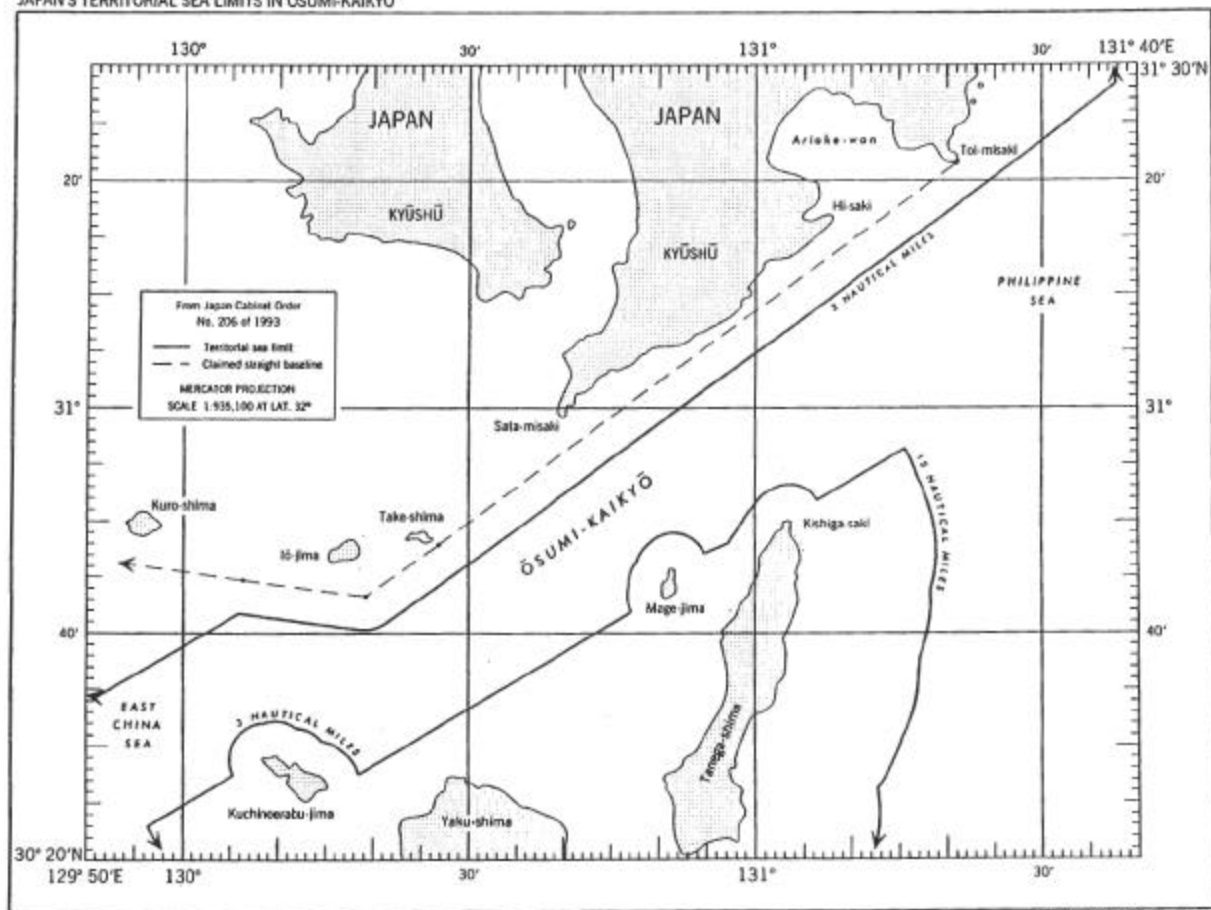 JAPAN'S TERRITORIAL SEA LIMITS IN ŌSUMI-KAIKYŌ
130° 30' 131° 30' 131° 40'E
31° 30'N
JAPAN
JAPAN
Ariake-wan
Toi-misaki
20' 20'
Hi-saki
KYŪSHŪ
KYŪSHŪ
3 NAUTICAL MILES
PHILIPPINE
SEA
From Japan Cabinet Order
No. 206 of 1993
Territorial sea limit
Claimed straight baseline
MERCATOR PROJECTION
SCALE 1:935,100 AT LAT. 32°
31° 31°
Sata-misaki
ŌSUMI-KAIKYŌ
15 NAUTICAL MILES
Kuro-shima
Take-shima
Iō-jima
Kishiga-saki
Mage-jima
40' 40'
EAST
CHINA
SEA
3 NAUTICAL MILES
Tanega-shima
Kuchinoerabu-jima
Yaku-shima
30° 20'N
129° 50'E 130° 30' 131° 30'